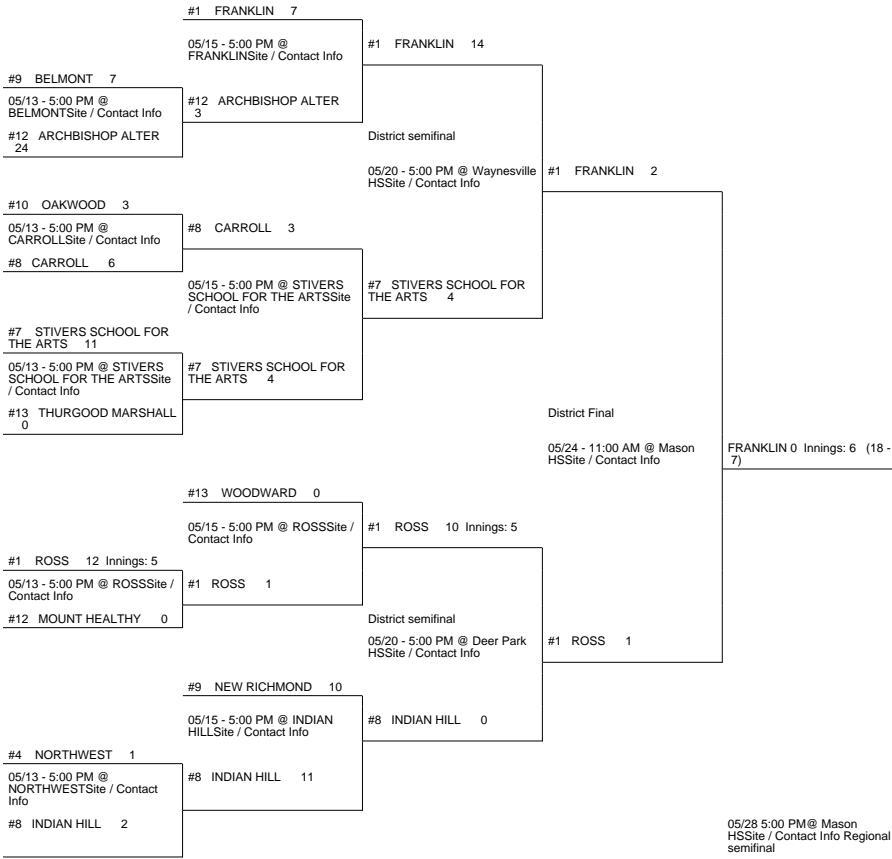 #1 FRANKLIN 7
05/15 - 5:00 PM @
FRANKLINSite / Contact Info
#1 FRANKLIN 14
#9 BELMONT 7
05/13 - 5:00 PM @
BELMONTSite / Contact Info
#12 ARCHBISHOP ALTER
3
#12 ARCHBISHOP ALTER
24
District semifinal
05/20 - 5:00 PM @ Waynesville
HSSite / Contact Info
#1 FRANKLIN 2
#10 OAKWOOD 3
05/13 - 5:00 PM @
CARROLLSite / Contact Info
#8 CARROLL 3
#8 CARROLL 6
05/15 - 5:00 PM @ STIVERS
SCHOOL FOR THE ARTSSite
/ Contact Info
#7 STIVERS SCHOOL FOR
THE ARTS 4
#7 STIVERS SCHOOL FOR
THE ARTS 11
05/13 - 5:00 PM @ STIVERS
SCHOOL FOR THE ARTSSite
/ Contact Info
#7 STIVERS SCHOOL FOR
THE ARTS 4
#13 THURGOOD MARSHALL
0
District Final
05/24 - 11:00 AM @ Mason
HSSite / Contact Info
FRANKLIN 0 Innings: 6 (18 -
7)
#13 WOODWARD 0
05/15 - 5:00 PM @ ROSSSite /
Contact Info
#1 ROSS 10 Innings: 5
#1 ROSS 12 Innings: 5
05/13 - 5:00 PM @ ROSSSite /
Contact Info
#1 ROSS 1
#12 MOUNT HEALTHY 0
District semifinal
05/20 - 5:00 PM @ Deer Park
HSSite / Contact Info
#1 ROSS 1
#9 NEW RICHMOND 10
05/15 - 5:00 PM @ INDIAN
HILLSite / Contact Info
#8 INDIAN HILL 0
#4 NORTHWEST 1
05/13 - 5:00 PM @
NORTHWESTSite / Contact
Info
#8 INDIAN HILL 11
#8 INDIAN HILL 2
05/28 5:00 PM@ Mason
HSSite / Contact Info Regional
semifinal